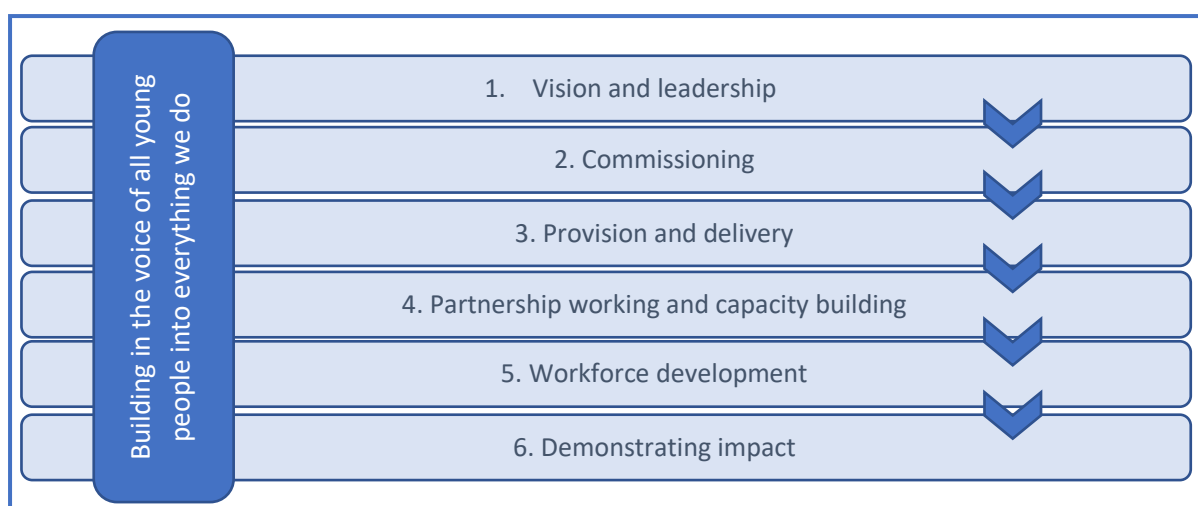 Building in the voice of all young
people into everything we do
1. Vision and leadership
2. Commissioning
3. Provision and delivery
4. Partnership working and capacity building
5. Workforce development
6. Demonstrating impact